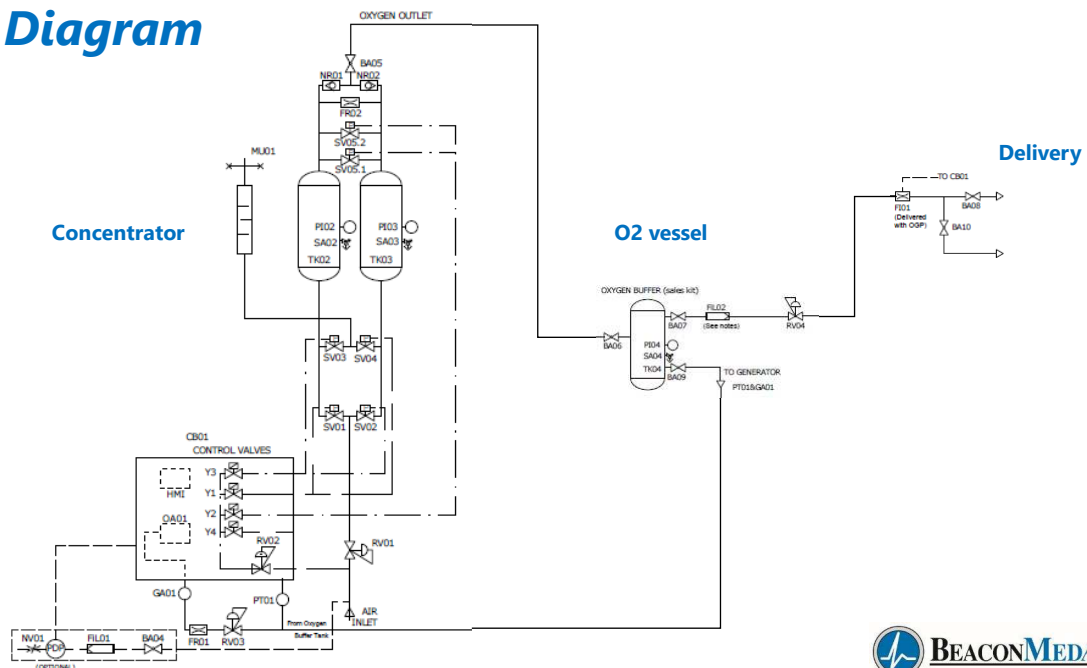 Diagram
OXYGEN OUTLET
BA05
NR01 NR02
FR02
SV05.2
SV05.1
MU01
Concentrator
PI02
SA02
TK02
PI03
SA03
TK03
SV03 SV04
SV01 SV02
CB01
CONTROL VALVES
Y3
Y1
Y2
Y4
HMI
OA01
RV02
RV01
GA01
PT01
AIR
INLET
From Oxygen
Buffer Tank
FR01 RV03
NV01
PDP
FIL01
BA04
(OPTIONAL)
O2 vessel
OXYGEN BUFFER (sales kit)
BA06
PI04
SA04
TK04
BA07
FIL02
(See notes)
RV04
BA09
TO GENERATOR
PT01&GA01
Delivery
TO CB01
FI01
(Delivered
with OGP)
BA08
BA10
BEACONMEDÆ